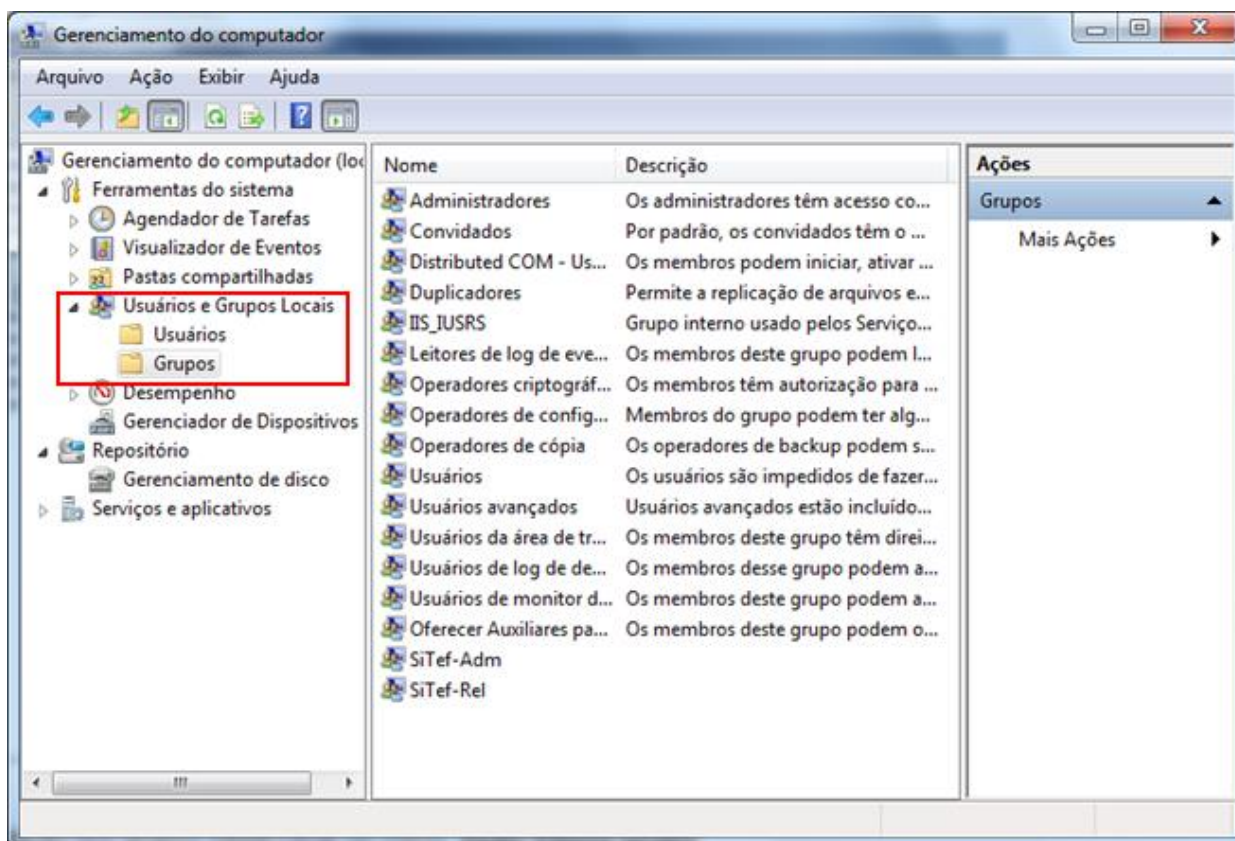 Gerenciamento do computador
Arquivo Ação Exibir Ajuda
Gerenciamento do computador (loc
Ferramentas do sistema
Agendador de Tarefas
Visualizador de Eventos
Pastas compartilhadas
Usuários e Grupos Locais
Usuários
Grupos
Desempenho
Gerenciador de Dispositivos
Repositório
Gerenciamento de disco
Serviços e aplicativos
Nome Descrição
Administradores Os administradores têm acesso co...
Convidados Por padrão, os convidados têm o ...
Distributed COM - Us... Os membros podem iniciar, ativar ...
Duplicadores Permite a replicação de arquivos e...
IIS_IUSRS Grupo interno usado pelos Serviço...
Leitores de log de eve... Os membros deste grupo podem l...
Operadores criptográf... Os membros têm autorização para ...
Operadores de config... Membros do grupo podem ter alg...
Operadores de cópia Os operadores de backup podem s...
Usuários Os usuários são impedidos de fazer...
Usuários avançados Usuários avançados estão incluído...
Usuários da área de tr... Os membros deste grupo têm direi...
Usuários de log de de... Os membros desse grupo podem a...
Usuários de monitor d... Os membros deste grupo podem a...
Oferecer Auxiliares pa... Os membros deste grupo podem o...
SiTef-Adm
SiTef-Rel
Ações
Grupos
Mais Ações